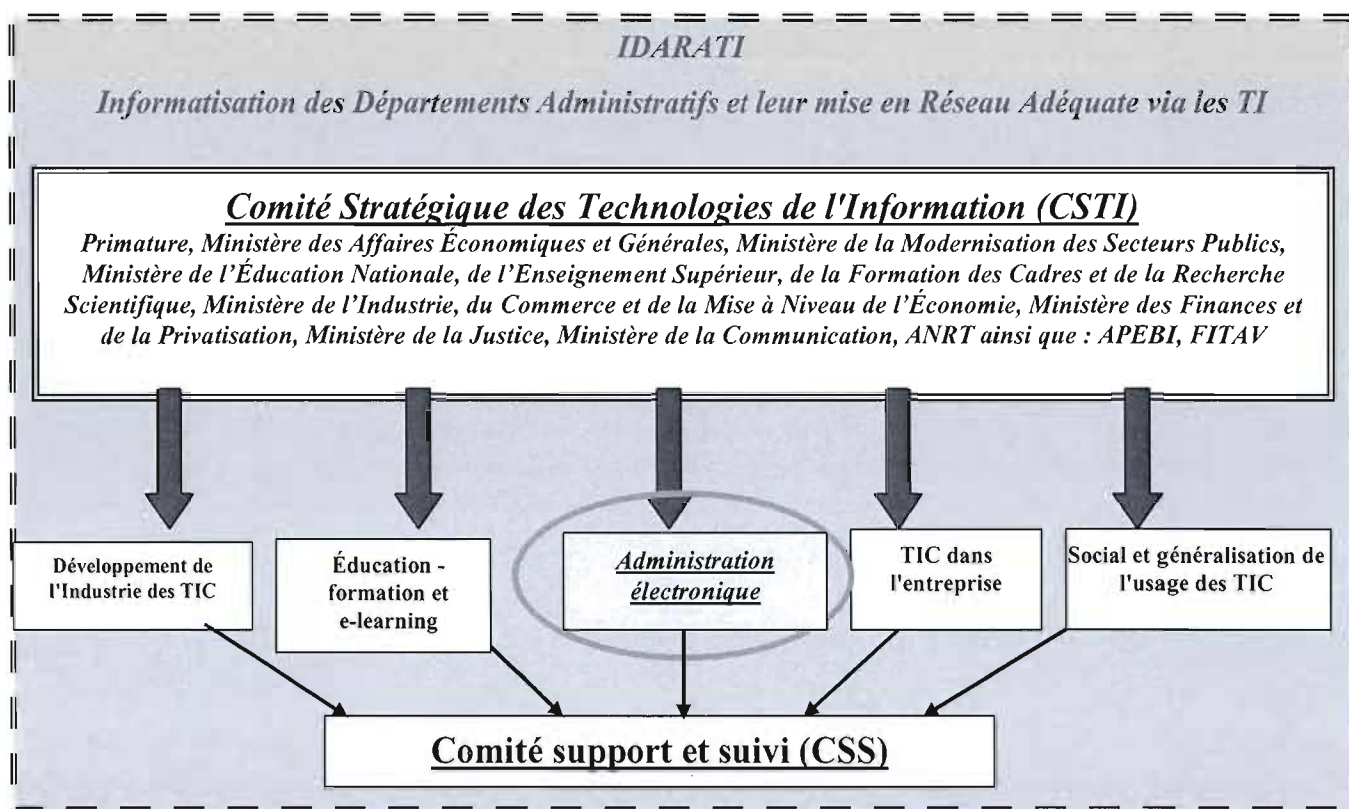 IDARATI
Informatisation des Départements Administratifs et leur mise en Réseau Adéquate via les TI
Comité Stratégique des Technologies de l'Information (CSTI)
Primature, Ministère des Affaires Économiques et Générales, Ministère de la Modernisation des Secteurs Publics,
Ministère de l'Éducation Nationale, de l'Enseignement Supérieur, de la Formation des Cadres et de la Recherche
Scientifique, Ministère de l'Industrie, du Commerce et de la Mise à Niveau de l'Économie, Ministère des Finances et
de la Privatisation, Ministère de la Justice, Ministère de la Communication, ANRT ainsi que : APEBI, FITAV
Développement de
l'Industrie des TIC
Éducation -
formation et
e-learning
Administration
électronique
TIC dans
l'entreprise
Social et généralisation de
l'usage des TIC
Comité support et suivi (CSS)